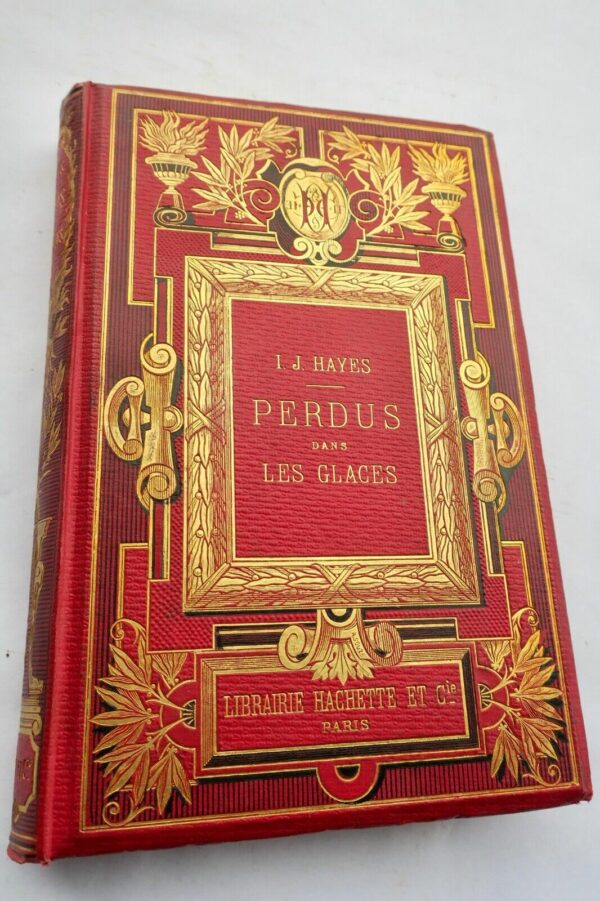 I. J. HAYES
PERDUS
DANS
LES GLACES
LIBRAIRIE HACHETTE ET Cie
PARIS